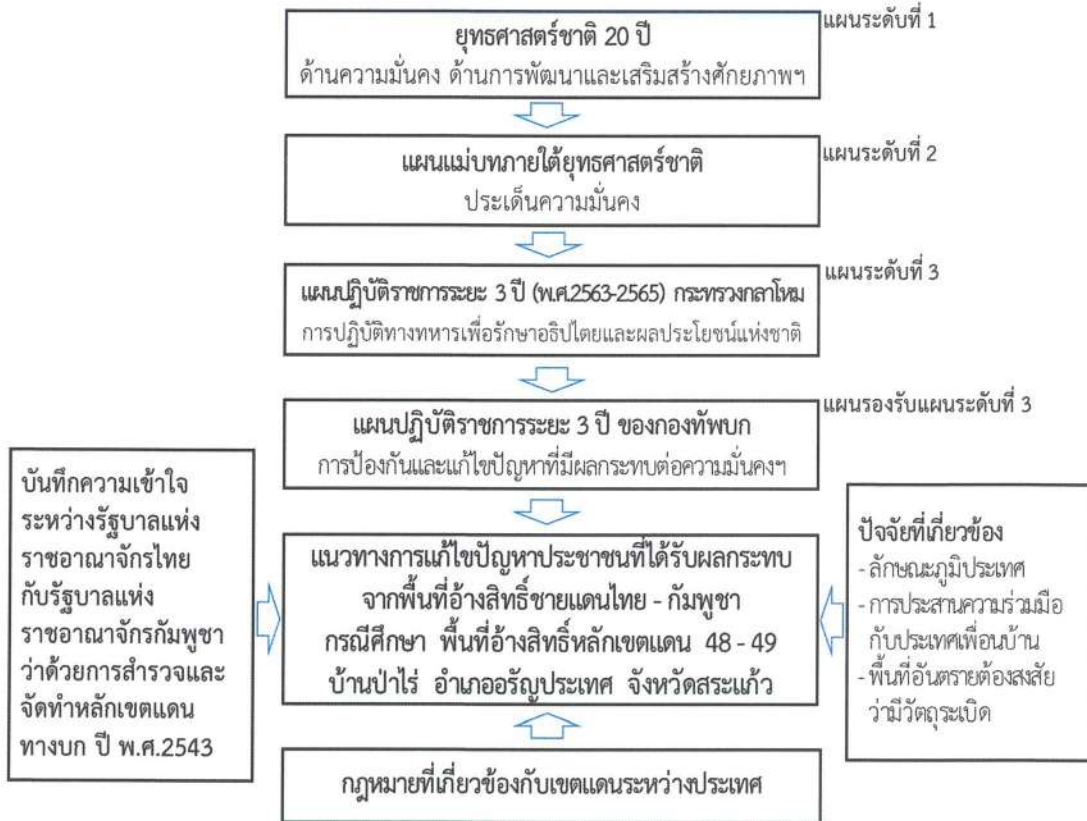 แผนระดับที่ 1
ยุทธศาสตร์ชาติ 20 ปี
ด้านความมั่นคง ด้านการพัฒนาและเสริมสร้างศักยภาพฯ
แผนระดับที่ 2
แผนแม่บทภายใต้ยุทธศาสตร์ชาติ
ประเด็นความมั่นคง
แผนระดับที่ 3
แผนปฏิบัติราชการระยะ 3 ปี (พ.ศ.2563-2565) กระทรวงกลาโหม
การปฏิบัติทางทหารเพื่อรักษาอธิปไตยและผลประโยชน์แห่งชาติ
แผนรองรับแผนระดับที่ 3
แผนปฏิบัติราชการระยะ 3 ปี ของกองทัพบก
การป้องกันและแก้ไขปัญหาที่มีผลกระทบต่อความมั่นคงฯ
บันทึกความเข้าใจ
ระหว่างรัฐบาลแห่ง
ราชอาณาจักรไทย
กับรัฐบาลแห่ง
ราชอาณาจักรกัมพูชา
ว่าด้วยการสำรวจและ
จัดทำหลักเขตแดน
ทางบก ปี พ.ศ.2543
แนวทางการแก้ไขปัญหาประชาชนที่ได้รับผลกระทบ
จากพื้นที่อ้างสิทธิ์ชายแดนไทย - กัมพูชา
กรณีศึกษา พื้นที่อ้างสิทธิ์หลักเขตแดน 48 - 49
บ้านป่าไร่ อำเภออรัญประเทศ จังหวัดสระแก้ว
ปัจจัยที่เกี่ยวข้อง
- ลักษณะภูมิประเทศ
- การประสานความร่วมมือ
กับประเทศเพื่อนบ้าน
- พื้นที่อันตรายต้องสงสัย
ว่ามีวัตถุระเบิด
กฎหมายที่เกี่ยวข้องกับเขตแดนระหว่างประเทศ